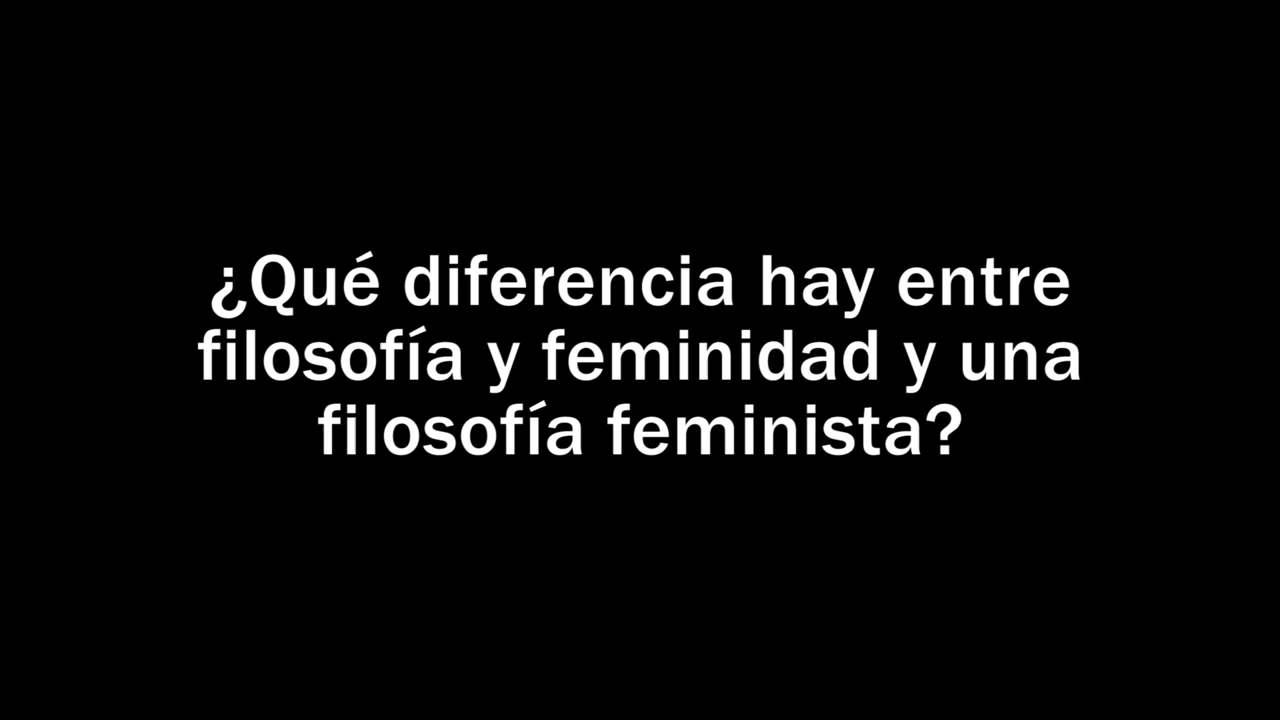 ¿Qué diferencia hay entre
filosofía y feminidad y una
filosofía feminista?